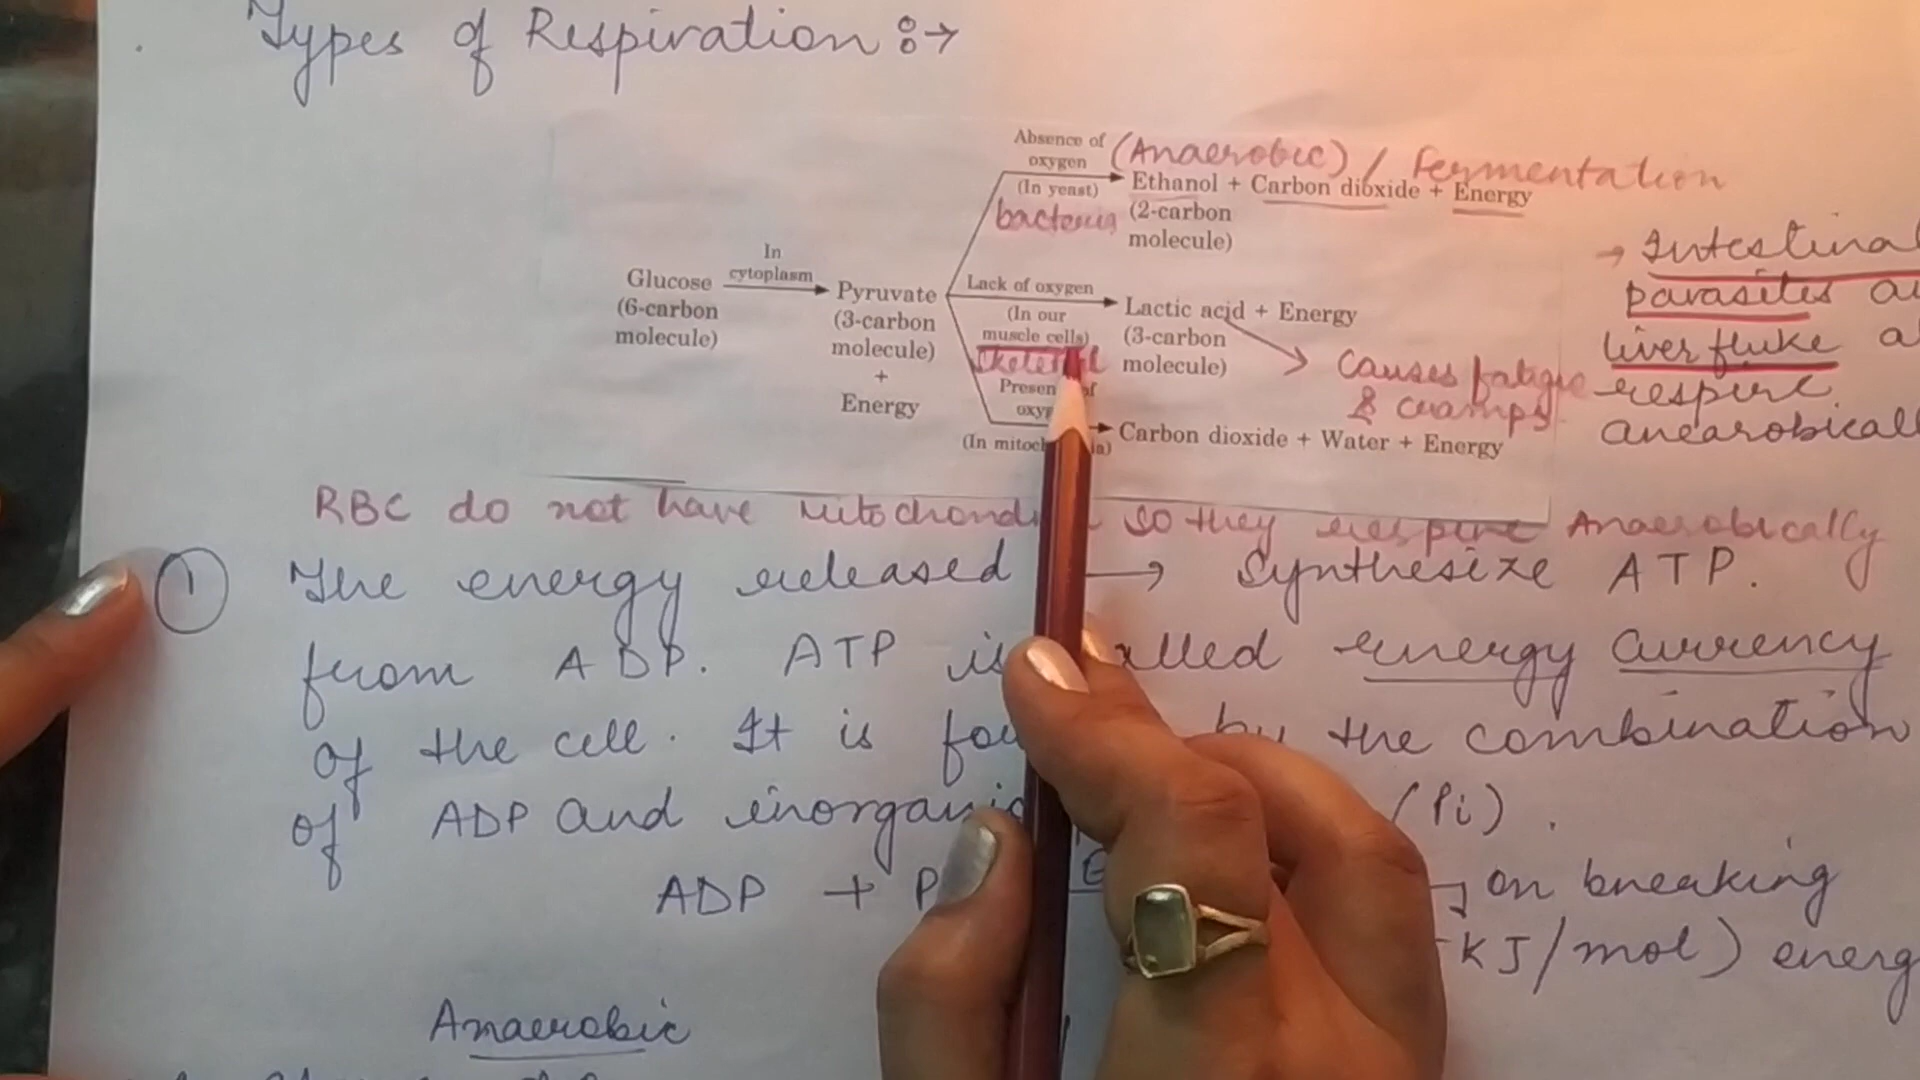 Types of Respiration :→
Absence of
oxygen
(Anaerobic) / Fermentation
(In yeast)
bacteria
Ethanol + Carbon dioxide + Energy
(2-carbon
molecule)
In
cytoplasm
Glucose
(6-carbon
molecule)
Pyruvate
(3-carbon
molecule)
+
Energy
Lack of oxygen
(In our
muscle cells)
Lactic acid + Energy
(3-carbon
molecule)
Causes fatigue
& cramps
oxy
(In
Carbon dioxide + Water + Energy
→ Intestinal
parasites
liver fluke
respire
RBC do not have so they respire Anaerobically
① The energy released → Synthesize ATP.
from ADP. ATP is energy currency
of the cell. It is by the combination
of ADP and (Pi).
ADP + P on breaking
KJ/mol) energ
Anaerobic